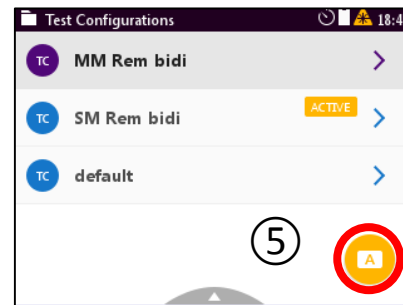 Test Configurations 18:4
TC MM Rem bidi
TC SM Rem bidi ACTIVE
TC default
⑤
A